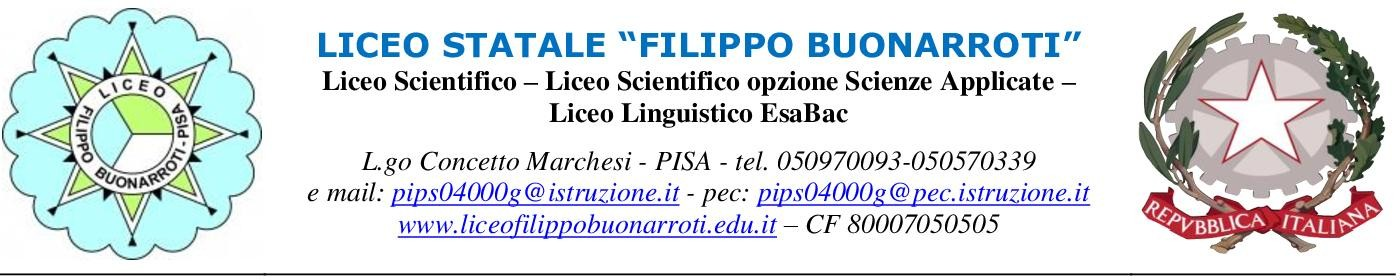 LICEO FILIPPO BUONARROTI-PISA
LICEO STATALE “FILIPPO BUONARROTI”
Liceo Scientifico – Liceo Scientifico opzione Scienze Applicate –
Liceo Linguistico EsaBac
L.go Concetto Marchesi - PISA - tel. 050970093-050570339
e mail: pips04000g@istruzione.it - pec: pips04000g@pec.istruzione.it
www.liceofilippobuonarroti.edu.it – CF 80007050505
REPVBBLICA ITALIANA